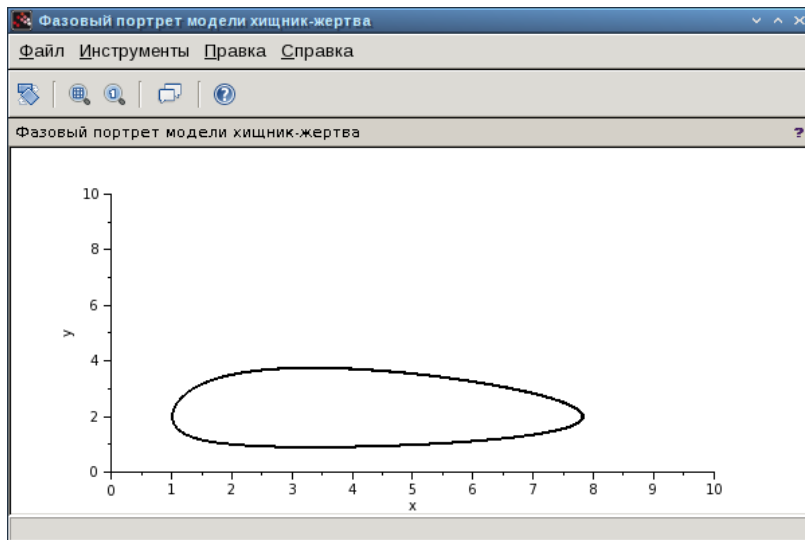 Фазовый портрет модели хищник-жертва
Файл Инструменты Правка Справка
Фазовый портрет модели хищник-жертва ?
10
8
6
y
4
2
0
0 1 2 3 4 5 6 7 8 9 10
x